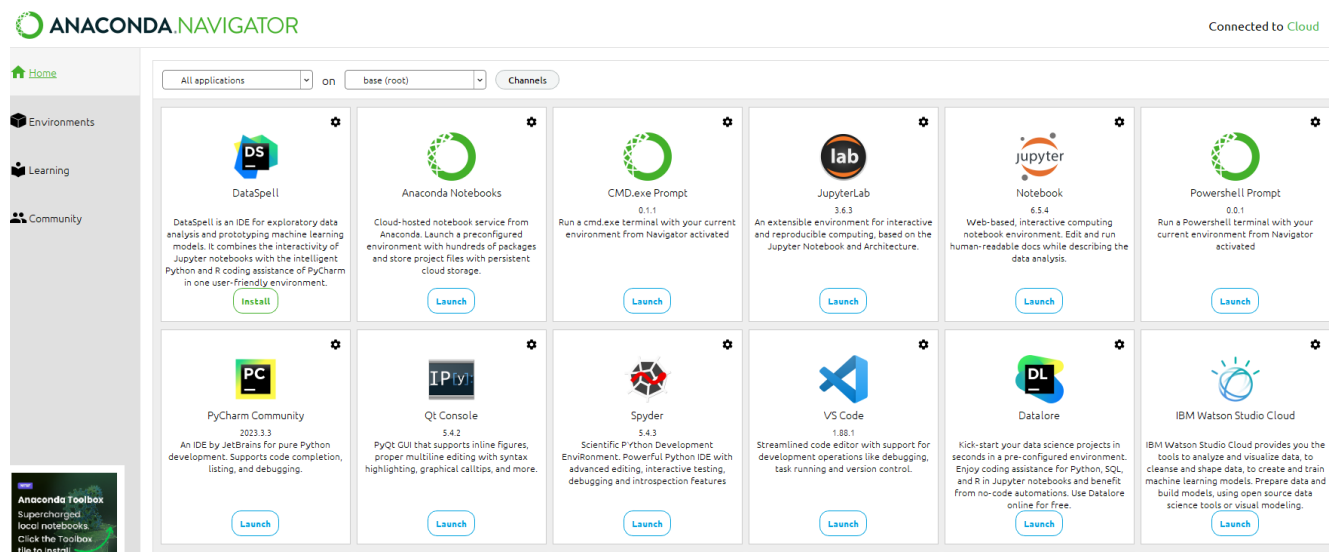 ANACONDA.NAVIGATOR
Connected to Cloud
Home
Environments
Learning
Community
All applications
on
base (root)
Channels
DS
DataSpell
DataSpell is an IDE for exploratory data
analysis and prototyping machine learning
models. It combines the interactivity of
Jupyter notebooks with the intelligent
Python and R coding assistance of PyCharm
in one user-friendly environment.
Install
Anaconda Notebooks
Cloud-hosted notebook service from
Anaconda. Launch a preconfigured
environment with hundreds of packages
and store project files with persistent
cloud storage.
Launch
CMD.exe Prompt
0.1.1
Run a cmd.exe terminal with your current
environment from Navigator activated
Launch
lab
JupyterLab
3.6.3
An extensible environment for interactive
and reproducible computing, based on the
Jupyter Notebook and Architecture.
Launch
jupyter
Notebook
6.5.4
Web-based, interactive computing
notebook environment. Edit and run
human-readable docs while describing the
data analysis.
Launch
Powershell Prompt
0.0.1
Run a Powershell terminal with your
current environment from Navigator
activated
Launch
PC
PyCharm Community
2023.3.3
An IDE by JetBrains for pure Python
development. Supports code completion,
listing, and debugging.
Launch
IP[y]:
Qt Console
5.4.2
PyQt GUI that supports inline figures,
proper multiline editing with syntax
highlighting, graphical calltips, and more.
Launch
Spyder
5.4.3
Scientific PYthon Development
EnviRonment. Powerful Python IDE with
advanced editing, interactive testing,
debugging and introspection features
Launch
VS Code
1.88.1
Streamlined code editor with support for
development operations like debugging,
task running and version control.
Launch
DL
Datalore
Kick-start your data science projects in
seconds in a pre-configured environment.
Enjoy coding assistance for Python, SQL,
and R in Jupyter notebooks and benefit
from no-code automations. Use Datalore
online for free.
Launch
IBM Watson Studio Cloud
IBM Watson Studio Cloud provides you the
tools to analyze and visualize data, to
cleanse and shape data, to create and train
machine learning models. Prepare data and
build models, using open source data
science tools or visual modeling.
Launch
NEW
Anaconda Toolbox
Supercharged
local notebooks.
Click the Toolbox
tile to install.